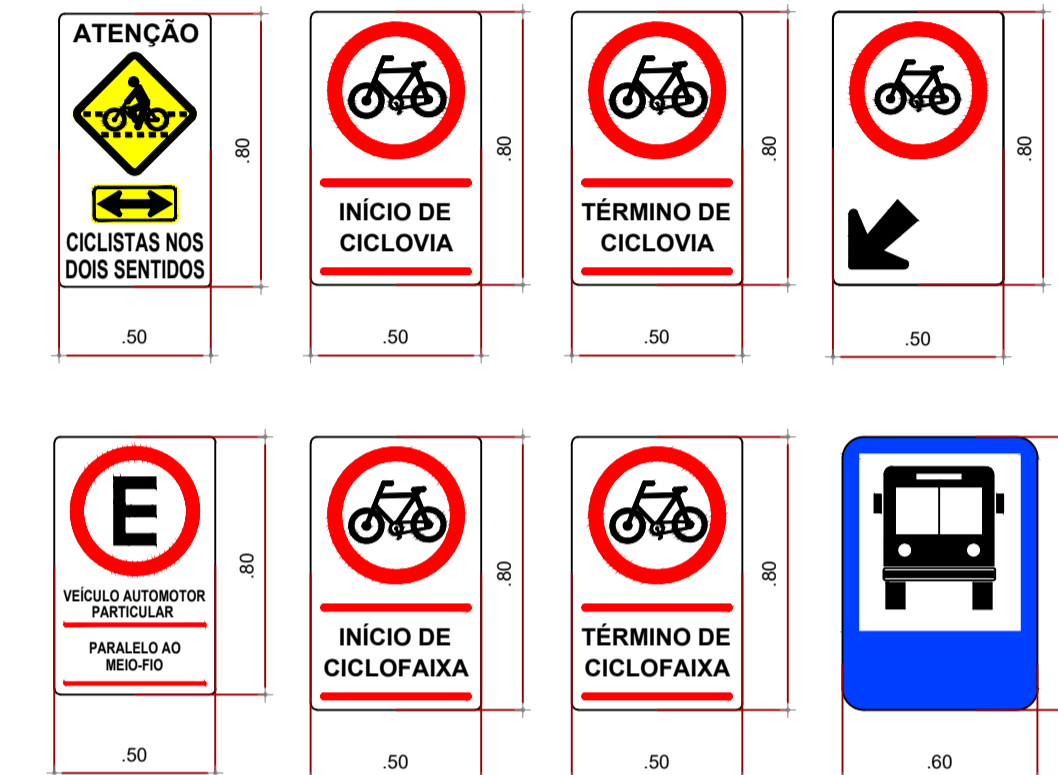 ATENÇÃO
CICLISTAS NOS
DOIS SENTIDOS
.80
.50
INÍCIO DE
CICLOVIA
.80
.50
TÉRMINO DE
CICLOVIA
.80
.50
.80
.50
E
VEÍCULO AUTOMOTOR
PARTICULAR
PARALELO AO
MEIO-FIO
.80
.50
INÍCIO DE
CICLOFAIXA
.80
.50
TÉRMINO DE
CICLOFAIXA
.80
.50
.60